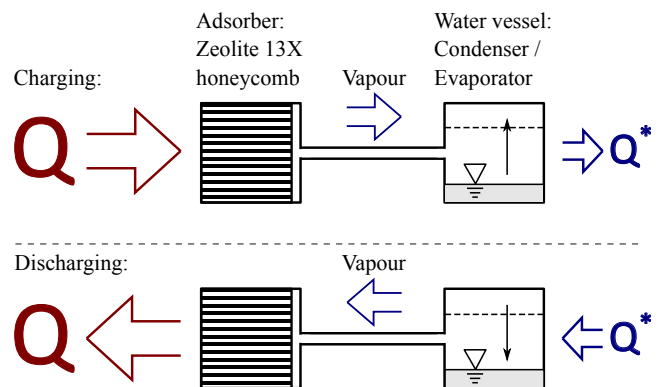 Adsorber:
Zeolite 13X
honeycomb
Water vessel:
Condenser /
Evaporator
Charging:
Vapour
Q
Q*
Discharging:
Vapour
Q
Q*